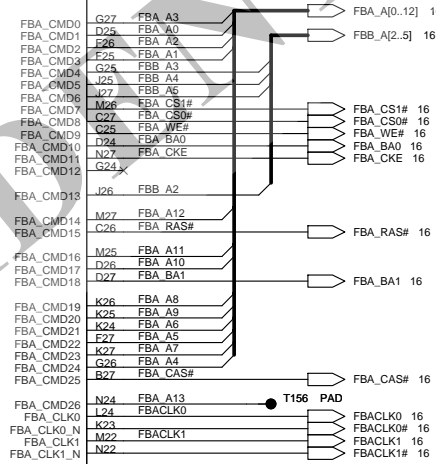 FBA_A[0..12] 1
FBA_CMD0 G27 FBA_A3
FBA_CMD1 D25 FBA_A0 FBB_A[2..5]
FBA_CMD2 F26 FBA_A2
FBA_CMD3 F25 FBA_A1
FBA_CMD4 G25 FBB_A3
FBA_CMD5 J25 FBB_A4
FBA_CMD6 J27 FBB_A5
FBA_CMD7 M26 FBA_CS1# FBA_CS1# 16
FBA_CMD8 C27 FBA_CS0# FBA_CS0# 16
FBA_CMD9 C25 FBA_WE# FBA_WE# 16
FBA_CMD10 D24 FBA_BA0 FBA_BA0 16
FBA_CMD11 N27 FBA_CKE FBA_CKE 16
FBA_CMD12 G24
FBA_CMD13 J26 FBB_A2
FBA_CMD14 M27 FBA_A12
FBA_CMD15 C26 FBA_RAS# FBA_RAS# 16
FBA_CMD16 M25 FBA_A11
FBA_CMD17 D26 FBA_A10
FBA_CMD18 D27 FBA_BA1 FBA_BA1 16
FBA_CMD19 K26 FBA_A8
FBA_CMD20 K25 FBA_A9
FBA_CMD21 K24 FBA_A6
FBA_CMD22 F27 FBA_A5
FBA_CMD23 K27 FBA_A7
FBA_CMD24 G26 FBA_A4
FBA_CMD25 B27 FBA_CAS# FBA_CAS# 16
FBA_CMD26 N24 FBA_A13 T156 PAD
FBA_CLK0 L24 FBACLK0 FBACLK0 16
FBA_CLK0_N K23 FBACLK0# 16
FBA_CLK1 M22 FBACLK1 FBACLK1 16
FBA_CLK1_N N22 FBACLK1# 16